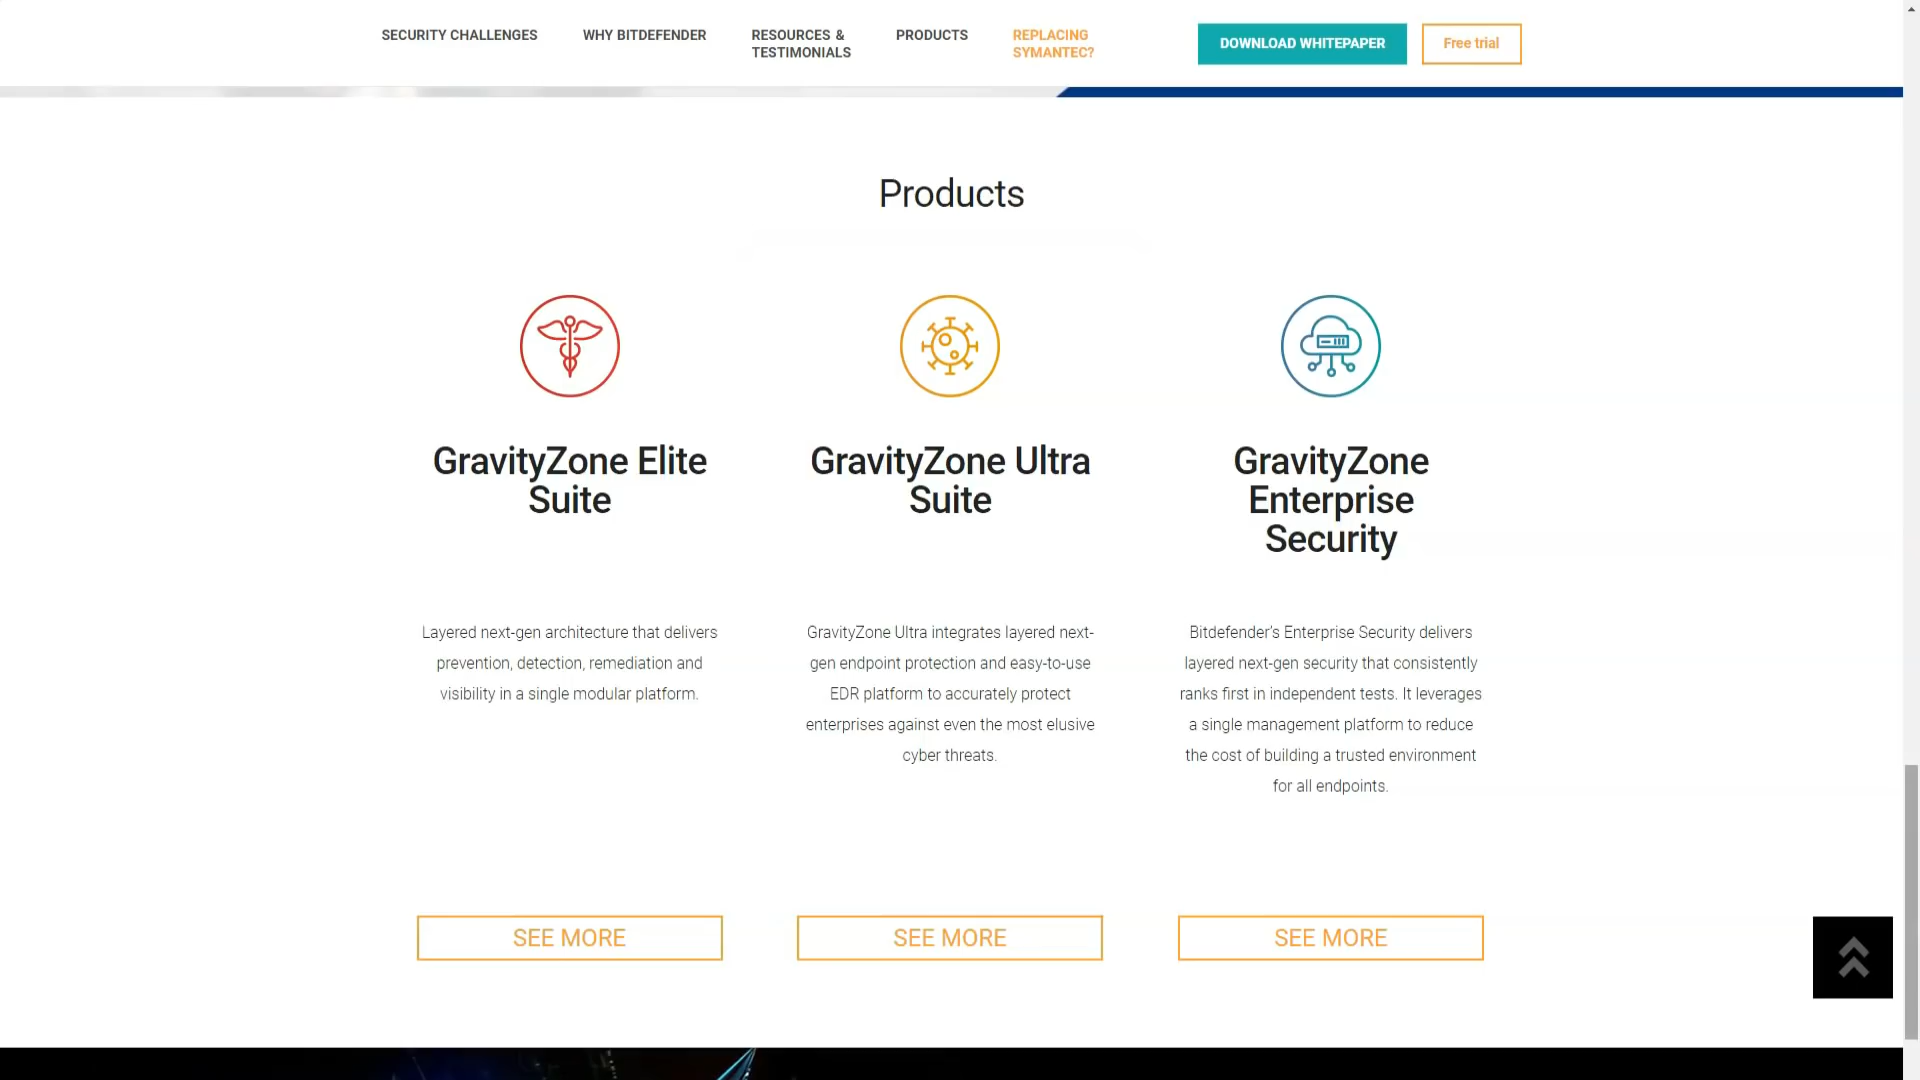 SECURITY CHALLENGES
WHY BITDEFENDER
RESOURCES &
TESTIMONIALS
PRODUCTS
REPLACING
SYMANTEC?
DOWNLOAD WHITEPAPER
Free trial
Products
GravityZone Elite
Suite
Layered next-gen architecture that delivers
prevention, detection, remediation and
visibility in a single modular platform.
SEE MORE
GravityZone Ultra
Suite
GravityZone Ultra integrates layered next-
gen endpoint protection and easy-to-use
EDR platform to accurately protect
enterprises against even the most elusive
cyber threats.
SEE MORE
GravityZone
Enterprise
Security
Bitdefender's Enterprise Security delivers
layered next-gen security that consistently
ranks first in independent tests. It leverages
a single management platform to reduce
the cost of building a trusted environment
for all endpoints.
SEE MORE